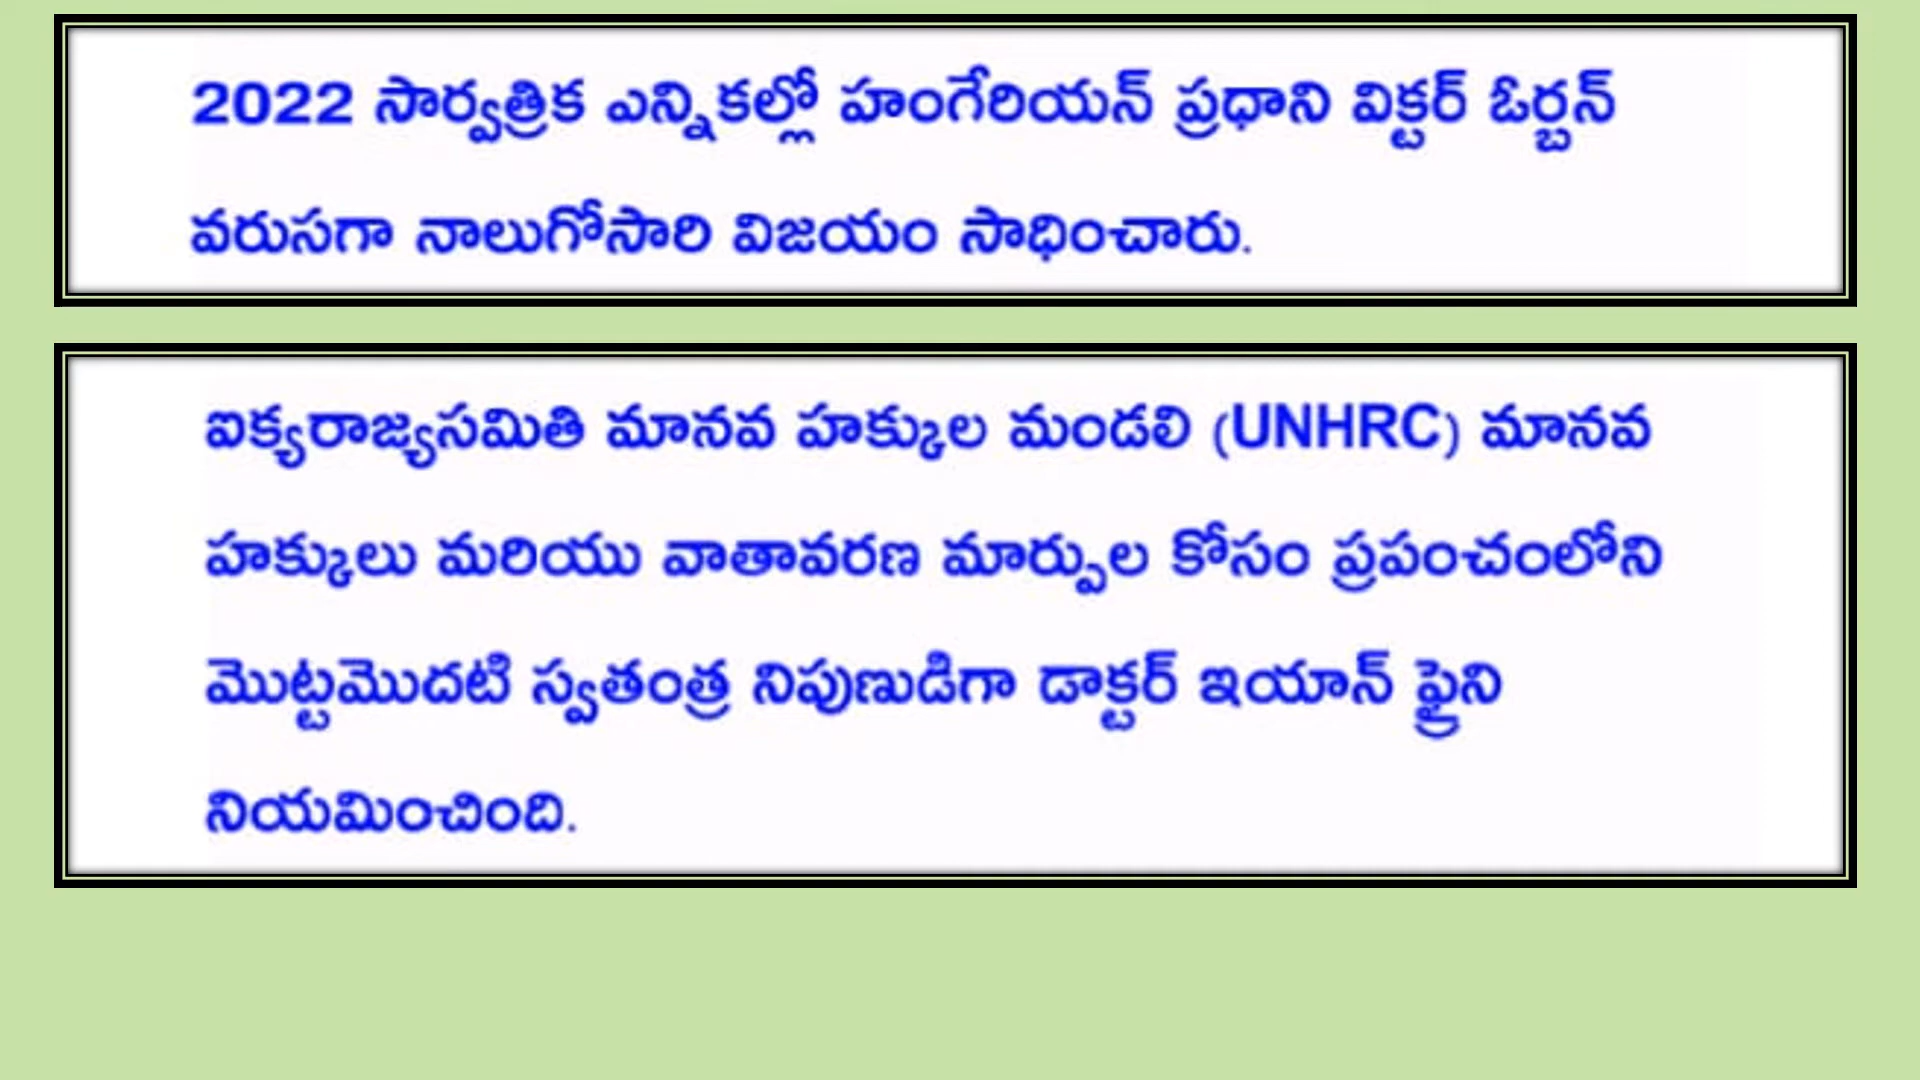 2022 సార్వత్రిక ఎన్నికల్లో హంగేరియన్ ప్రధాని విక్టర్ ఓర్బన్
వరుసగా నాలుగోసారి విజయం సాధించారు.
ఐక్యరాజ్యసమితి మానవ హక్కుల మండలి (UNHRC) మానవ
హక్కులు మరియు వాతావరణ మార్పుల కోసం ప్రపంచంలోని
మొట్టమొదటి స్వతంత్ర నిపుణుడిగా డాక్టర్ ఇయాన్ ఫ్రైని
నియమించింది.